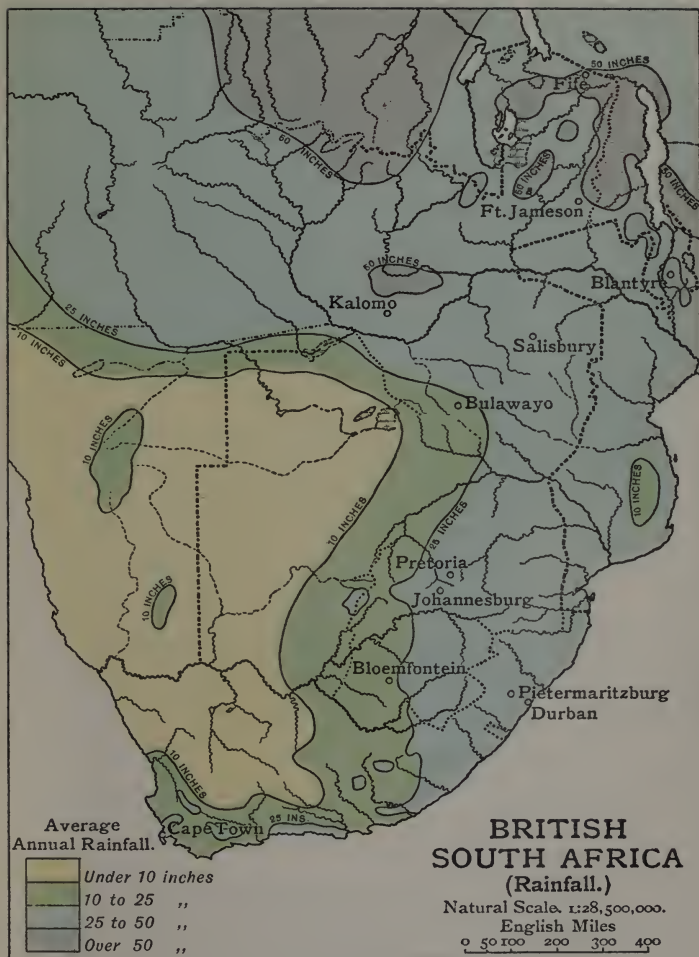 50 INCHES
Fife
60 INCHES
50 INCHES
50 INCHES
Ft. Jameson
50 INCHES
Blantyre
Kalomo
25 INCHES
10 INCHES
Salisbury
Bulawayo
10 INCHES
10 INCHES
10 INCHES
25 INCHES
Pretoria
10 INCHES
Johannesburg
Bloemfontein
Pietermaritzburg
Durban
10 INCHES
25 INS.
Cape Town
Average
Annual Rainfall.
Under 10 inches
10 to 25 „
25 to 50 „
Over 50 „
BRITISH
SOUTH AFRICA
(Rainfall.)
Natural Scale. 1:28,500,000.
English Miles
0 50 100 200 300 400